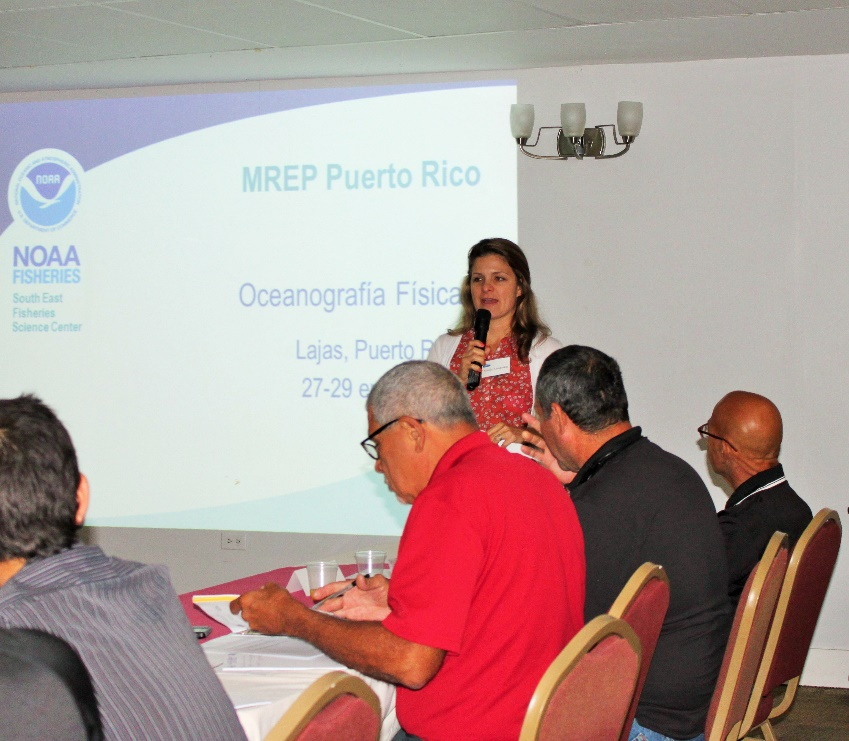 MREP Puerto Rico
NOAA
NOAA
FISHERIES
South East
Fisheries
Science Center
Oceanografía Física
Lajas, Puerto R
27-29 e